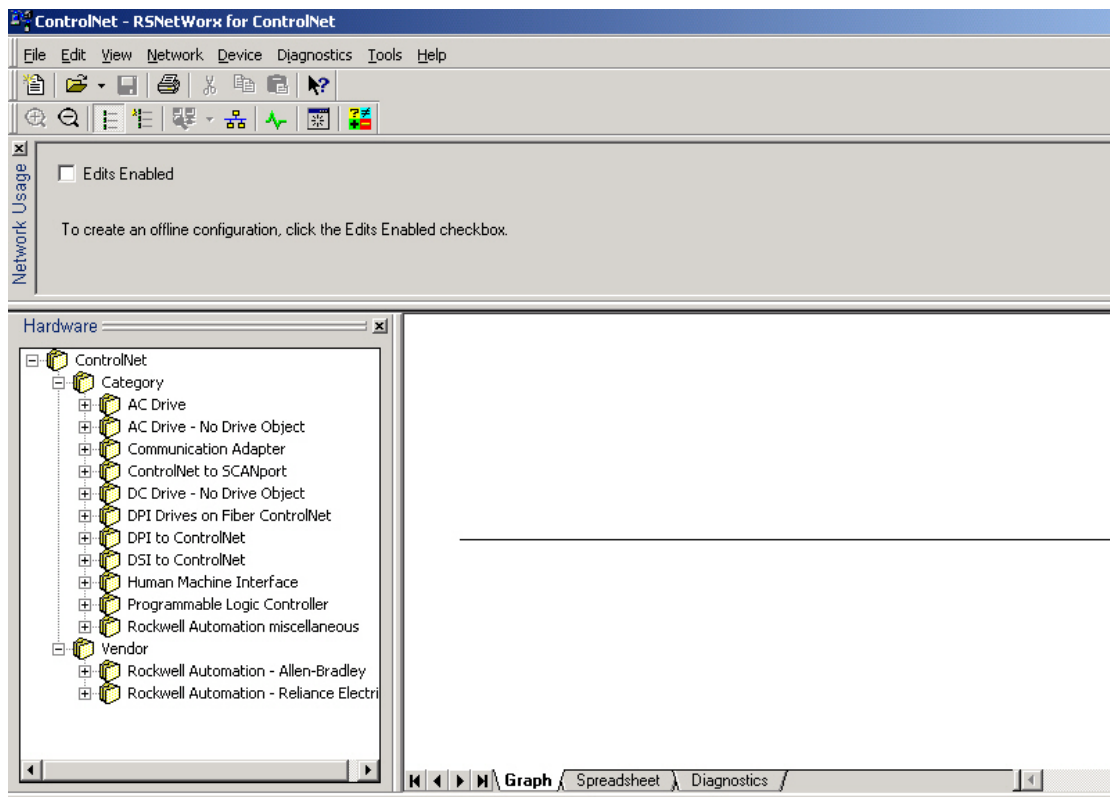 ControlNet - RSNetWorx for ControlNet
File Edit View Network Device Diagnostics Tools Help
Network Usage
Edits Enabled
To create an offline configuration, click the Edits Enabled checkbox.
Hardware
ControlNet
Category
AC Drive
AC Drive - No Drive Object
Communication Adapter
ControlNet to SCANport
DC Drive - No Drive Object
DPI Drives on Fiber ControlNet
DPI to ControlNet
DSI to ControlNet
Human Machine Interface
Programmable Logic Controller
Rockwell Automation miscellaneous
Vendor
Rockwell Automation - Allen-Bradley
Rockwell Automation - Reliance Electri
Graph Spreadsheet Diagnostics